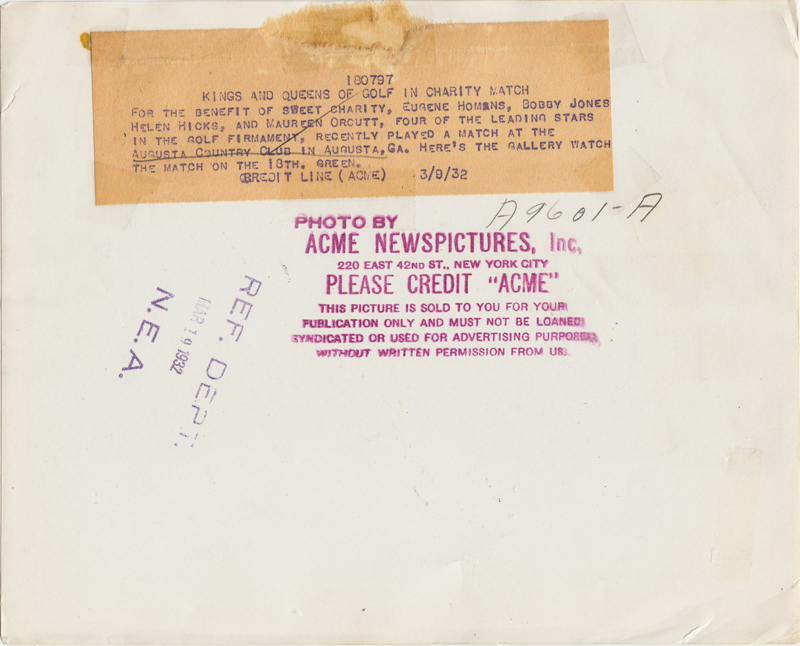 180797
KINGS AND QUEENS OF GOLF IN CHARITY MATCH
FOR THE BENEFIT OF SWEET CHARITY, EUGENE HOMANS, BOBBY JONES
HELEN HICKS, AND MAUREEN ORCUTT, FOUR OF THE LEADING STARS
IN THE GOLF FIRMAMENT, RECENTLY PLAYED A MATCH AT THE
AUGUSTA COUNTRY CLUB IN AUGUSTA, GA. HERE'S THE GALLERY WATCH
THE MATCH ON THE 18TH. GREEN.
CREDIT LINE (ACME) 3/9/32
A9601-A
PHOTO BY
ACME NEWSPICTURES, Inc.
220 EAST 42ND ST., NEW YORK CITY
PLEASE CREDIT "ACME"
THIS PICTURE IS SOLD TO YOU FOR YOUR
PUBLICATION ONLY AND MUST NOT BE LOANED
SYNDICATED OR USED FOR ADVERTISING PURPOSES
WITHOUT WRITTEN PERMISSION FROM US.
REF. DEPT.
MAR 19 1932
N.E.A.